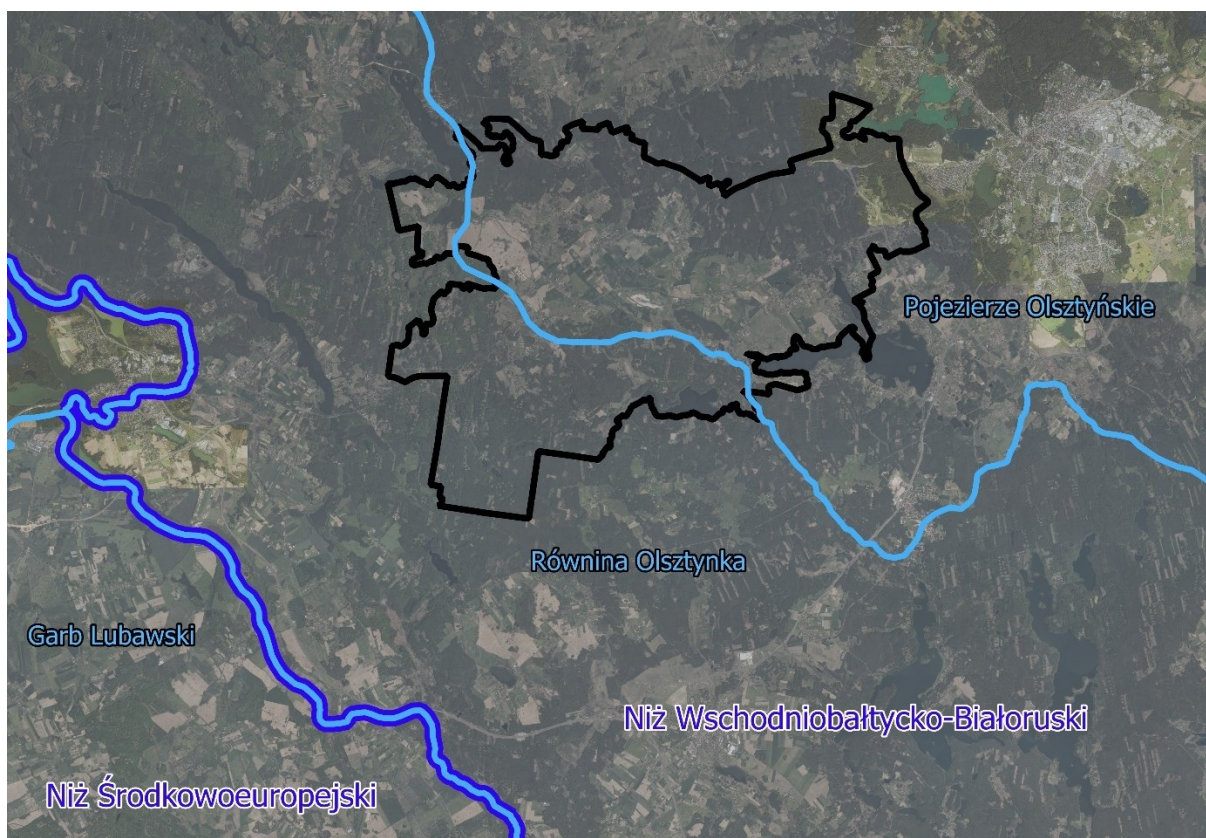 Pojezierze Olsztyńskie
Równina Olsztynka
Garb Lubawski
Niż Wschodniobałtycko-Białoruski
Niż Środkowoeuropejski